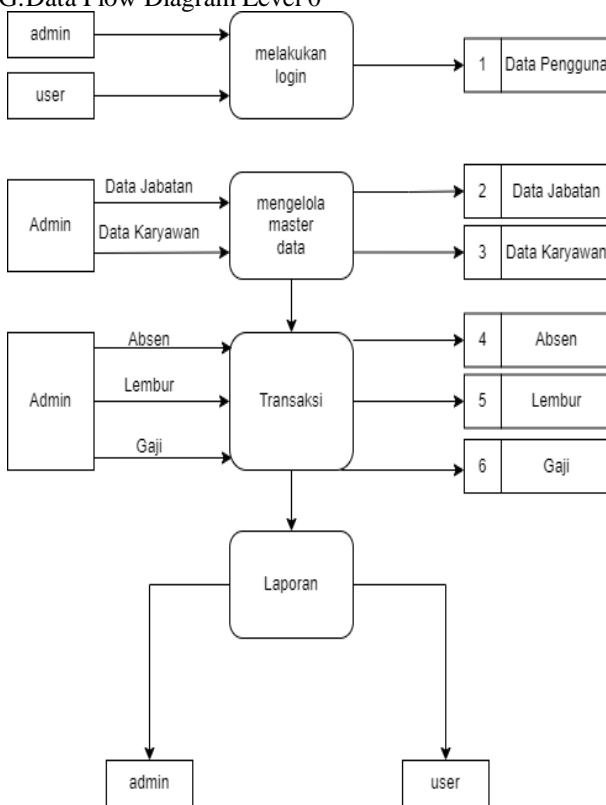 G.Data Flow Diagram Level 0
admin
melakukan
login
1
Data Pengguna
user
Data Jabatan
Admin
Data Karyawan
mengelola
master
data
2
Data Jabatan
3
Data Karyawan
Absen
Admin
Lembur
Gaji
Transaksi
4
Absen
5
Lembur
6
Gaji
Laporan
admin
user